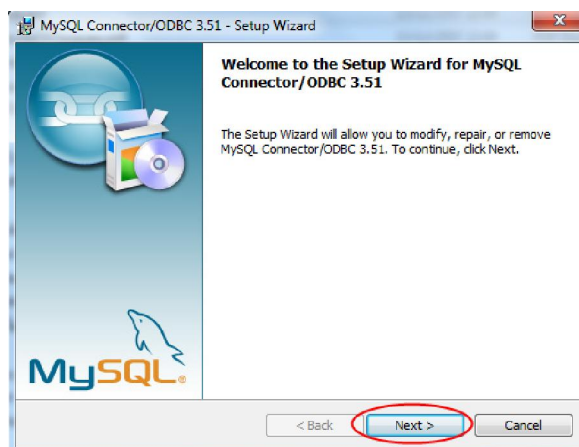 MySQL Connector/ODBC 3.51 - Setup Wizard
Welcome to the Setup Wizard for MySQL
Connector/ODBC 3.51
The Setup Wizard will allow you to modify, repair, or remove
MySQL Connector/ODBC 3.51. To continue, click Next.
MySQL®
< Back
Next >
Cancel